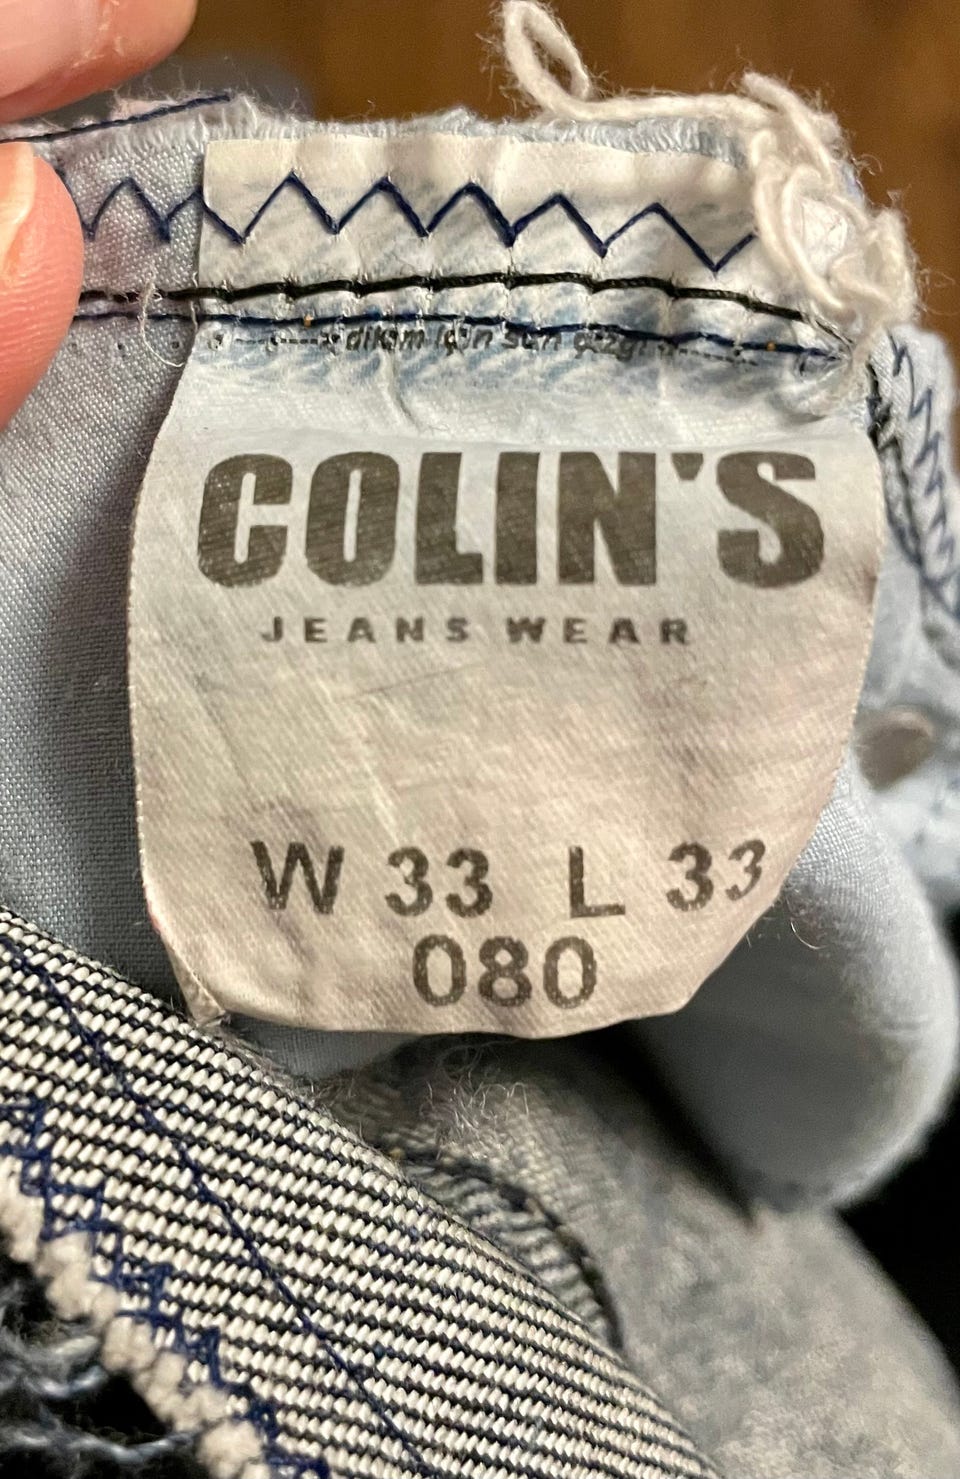 dikim için son çizgi
COLIN'S
JEANS WEAR
W 33 L 33
080